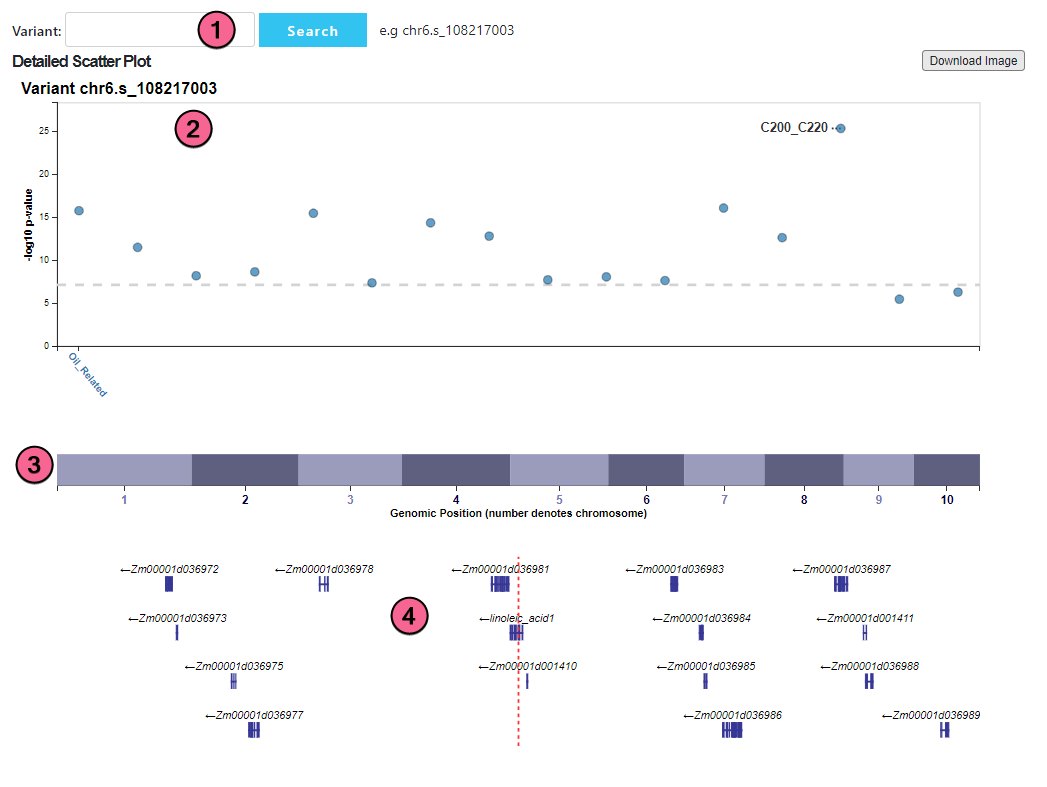 Variant: 1 Search e.g chr6.s_108217003
Detailed Scatter Plot Download Image
Variant chr6.s_108217003
2
C200_C220
25
20
15
10
5
0
-log10 p-value
Oil_Related
3
1 2 3 4 5 6 7 8 9 10
Genomic Position (number denotes chromosome)
←Zm00001d036972 ←Zm00001d036978 ←Zm00001d036981 ←Zm00001d036983 ←Zm00001d036987
4
←Zm00001d036973 ←linoleic_acid1 ←Zm00001d036984 ←Zm00001d001411
←Zm00001d036975 ←Zm00001d001410 ←Zm00001d036985 ←Zm00001d036988
←Zm00001d036977 ←Zm00001d036986 ←Zm00001d036989